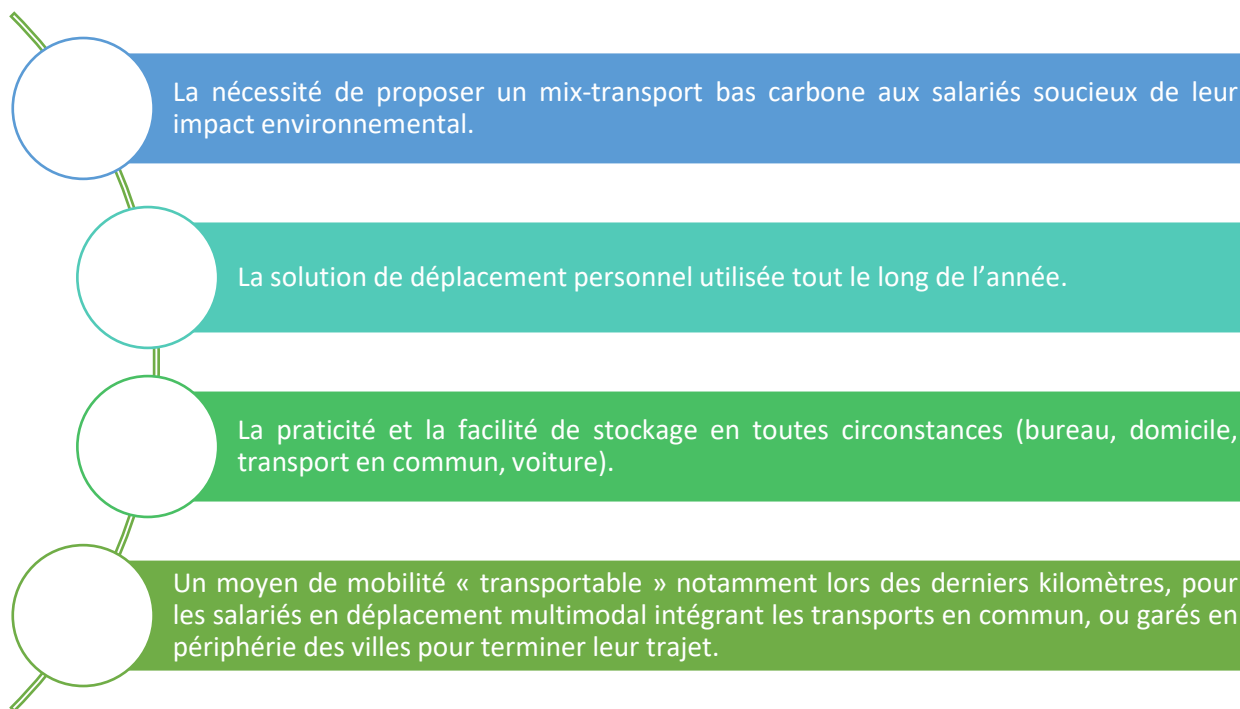 La nécessité de proposer un mix-transport bas carbone aux salariés soucieux de leur
impact environnemental.
La solution de déplacement personnel utilisée tout le long de l’année.
La praticité et la facilité de stockage en toutes circonstances (bureau, domicile,
transport en commun, voiture).
Un moyen de mobilité « transportable » notamment lors des derniers kilomètres, pour
les salariés en déplacement multimodal intégrant les transports en commun, ou garés en
périphérie des villes pour terminer leur trajet.